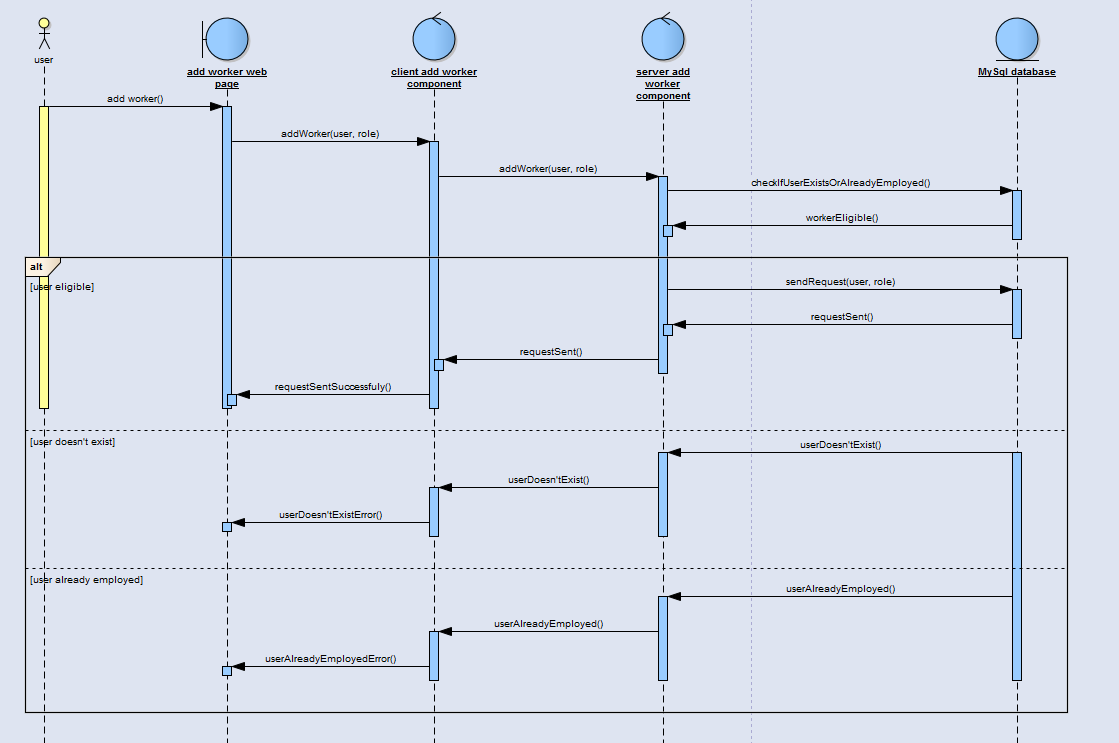 user
add worker web
page
client add worker
component
server add
worker
component
MySql database
add worker()
addWorker(user, role)
addWorker(user, role)
checkIfUserExistsOrAlreadyEmployed()
workerEligible()
alt
[user eligible]
sendRequest(user, role)
requestSent()
requestSent()
requestSentSuccessfuly()
[user doesn't exist]
userDoesn'tExist()
userDoesn'tExist()
userDoesn'tExistError()
[user already employed]
userAlreadyEmployed()
userAlreadyEmployed()
userAlreadyEmployedError()